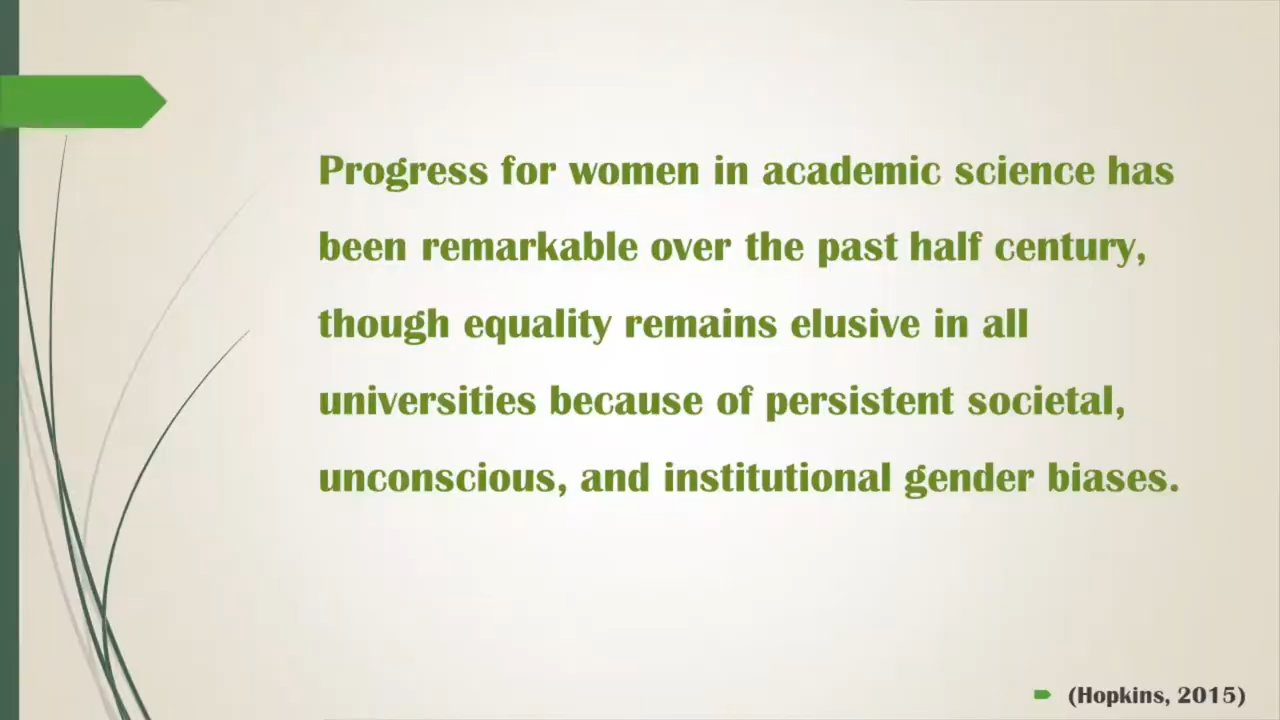 Progress for women in academic science has
been remarkable over the past half century,
though equality remains elusive in all
universities because of persistent societal,
unconscious, and institutional gender biases.
(Hopkins, 2015)